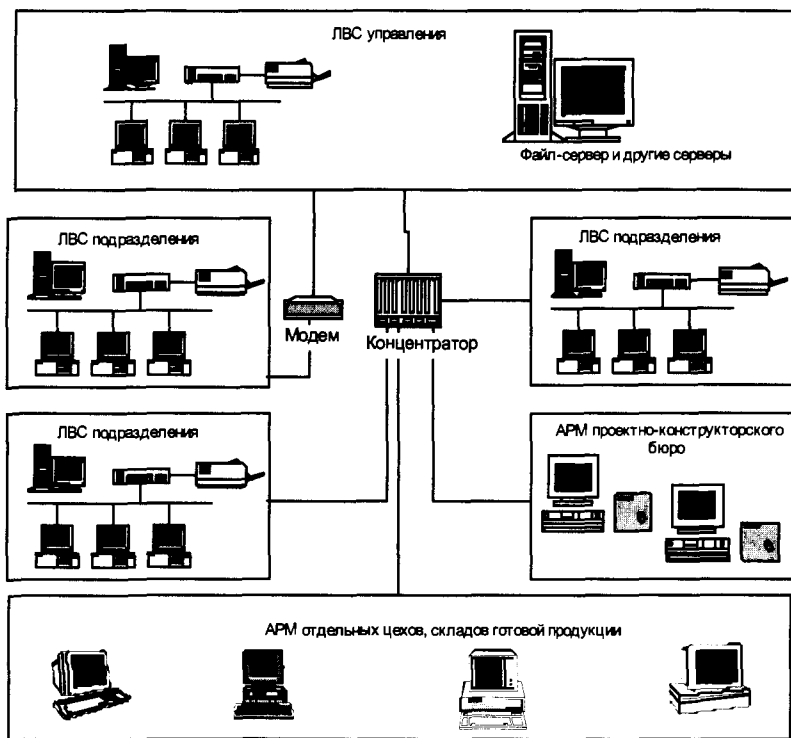 ЛВС управления
Файл-сервер и другие серверы
ЛВС подразделения
ЛВС подразделения
Модем
Концентратор
ЛВС подразделения
АРМ проектно-конструкторского
бюро
АРМ отдельных цехов, складов готовой продукции